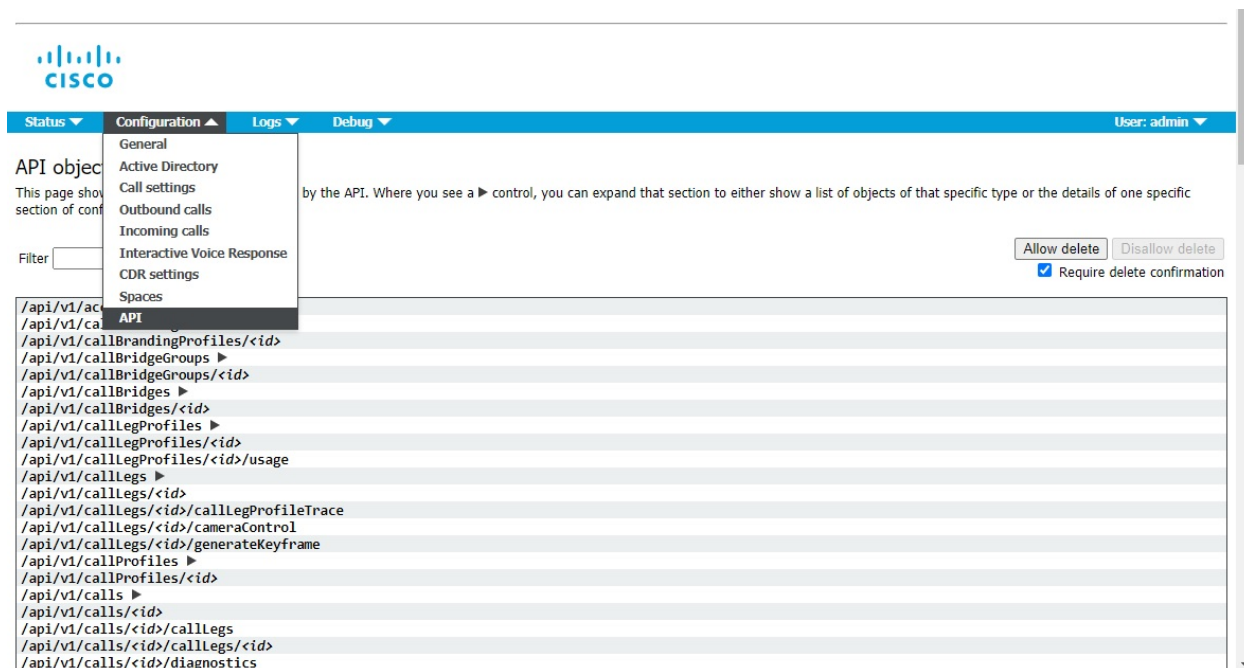 CISCO
Status ▼ Configuration ▲ Logs ▼ Debug ▼ User: admin ▼
General
Active Directory
Call settings
Outbound calls
Incoming calls
Interactive Voice Response
CDR settings
Spaces
API
API objec
This page sho by the API. Where you see a ▶ control, you can expand that section to either show a list of objects of that specific type or the details of one specific
section of conf
Filter
Allow delete Disallow delete
Require delete confirmation
/api/v1/ac
/api/v1/ca
/api/v1/callBrandingProfiles/<id>
/api/v1/callBridgeGroups ▶
/api/v1/callBridgeGroups/<id>
/api/v1/callBridges ▶
/api/v1/callBridges/<id>
/api/v1/callLegProfiles ▶
/api/v1/callLegProfiles/<id>
/api/v1/callLegProfiles/<id>/usage
/api/v1/callLegs ▶
/api/v1/callLegs/<id>
/api/v1/callLegs/<id>/callLegProfileTrace
/api/v1/callLegs/<id>/cameraControl
/api/v1/callLegs/<id>/generateKeyframe
/api/v1/callProfiles ▶
/api/v1/callProfiles/<id>
/api/v1/calls ▶
/api/v1/calls/<id>
/api/v1/calls/<id>/callLegs
/api/v1/calls/<id>/callLegs/<id>
/api/v1/calls/<id>/diagnostics